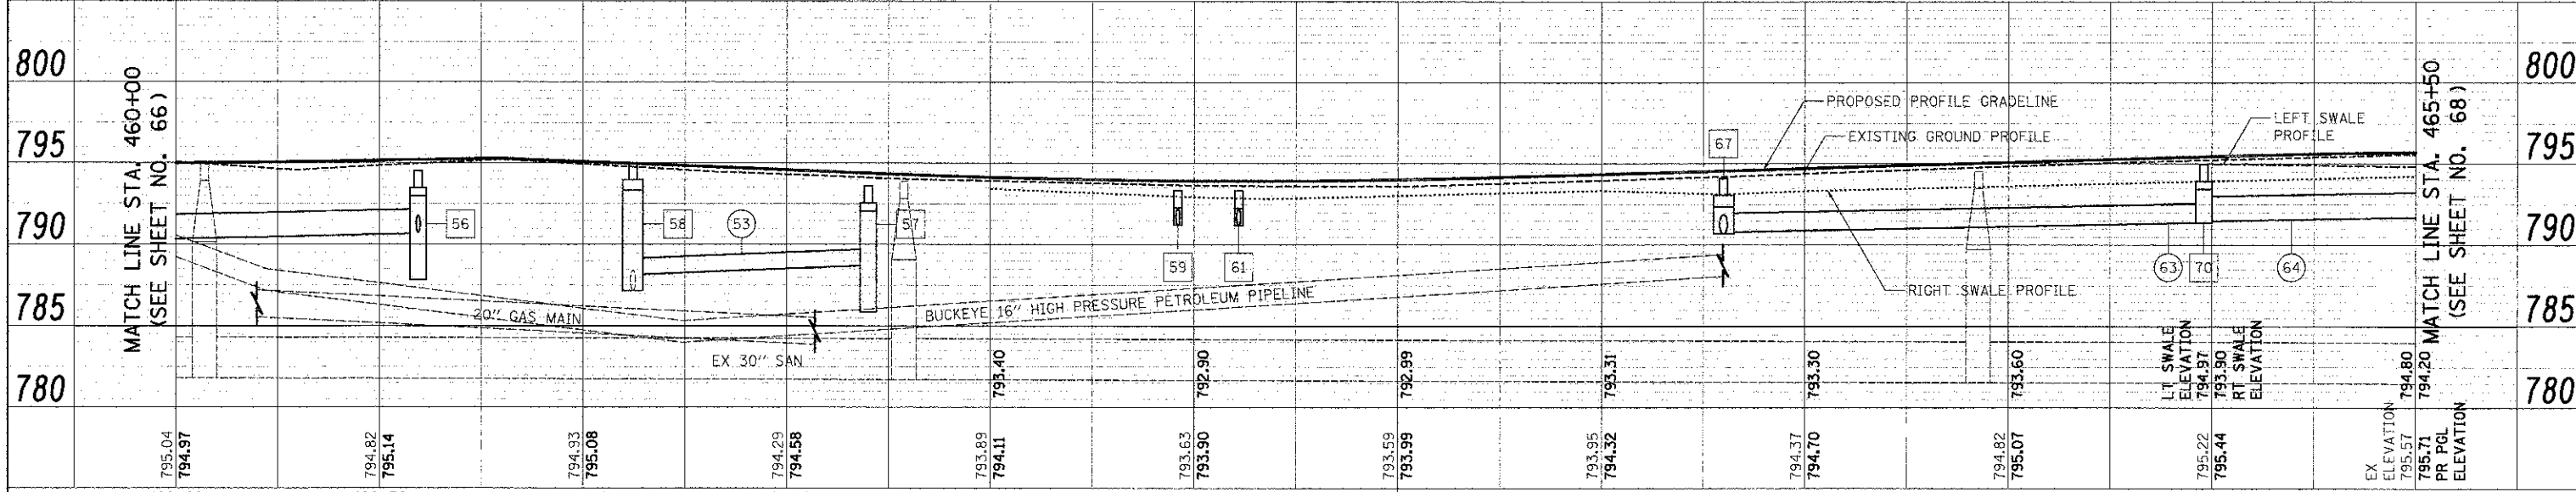 800
795
790
785
780
MATCH LINE STA. 460+00
(SEE SHEET NO. 66)
56
58
53
57
59
61
67
63
70
64
PROPOSED PROFILE GRADELINE
EXISTING GROUND PROFILE
LEFT SWALE
PROFILE
RIGHT SWALE PROFILE
20" GAS MAIN
EX 30" SAN
BUCKEYE 16" HIGH PRESSURE PETROLEUM PIPELINE
793.40
792.90
792.99
793.31
793.30
793.60
LT SWALE
ELEVATION
794.97
793.90
RT SWALE
ELEVATION
794.80
794.20
MATCH LINE STA. 465+50
(SEE SHEET NO. 68)
800
795
790
785
780
795.04
794.97
794.82
795.14
794.93
795.08
794.29
794.58
793.89
794.11
793.63
793.90
793.59
793.99
793.95
794.32
794.37
794.70
794.82
795.07
795.22
795.44
EX
ELEVATION
795.57
795.71
PR PGL
ELEVATION